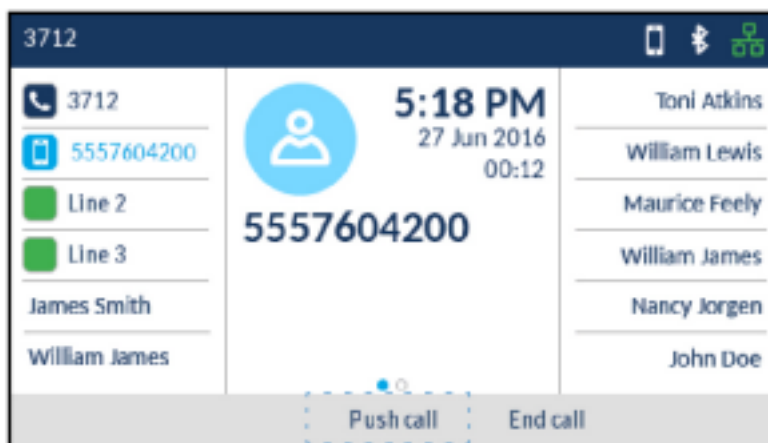 3712
3712
5557604200
Line 2
Line 3
James Smith
William James
5:18 PM
27 Jun 2016
00:12
5557604200
Toni Atkins
William Lewis
Maurice Feely
William James
Nancy Jorgen
John Doe
Push call
End call